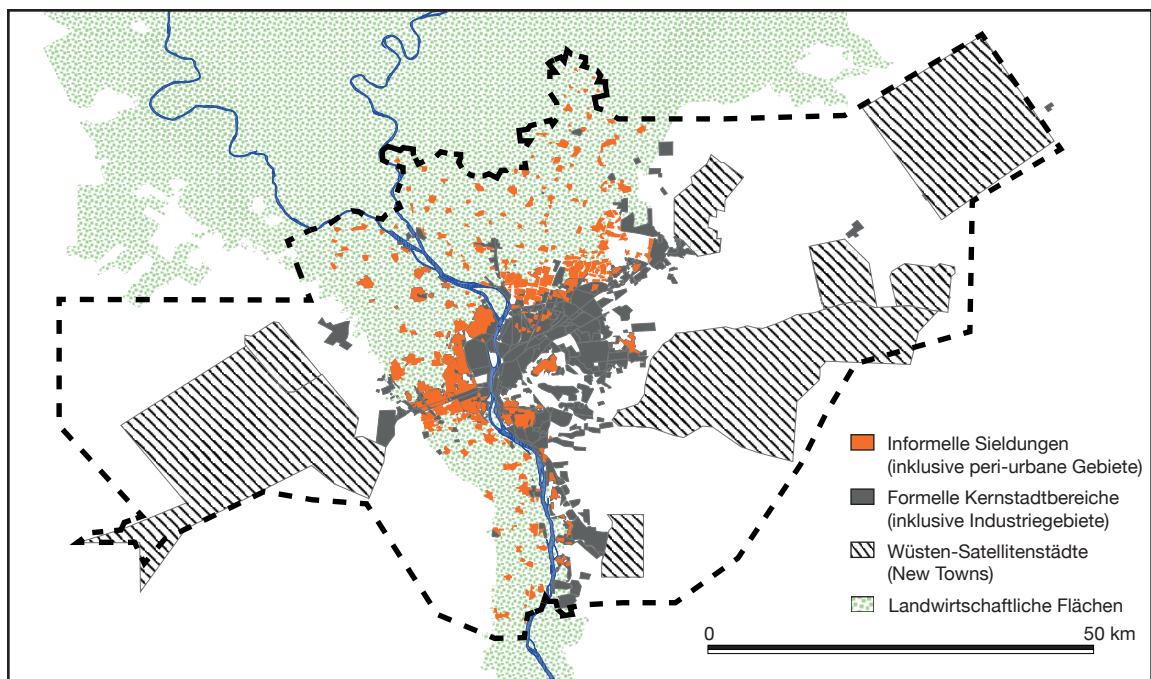 Informelle Sieldungen
(inklusive peri-urbane Gebiete)
Formelle Kernstadtbereiche
(inklusive Industriegebiete)
Wüsten-Satellitenstädte
(New Towns)
Landwirtschaftliche Flächen
0 50 km